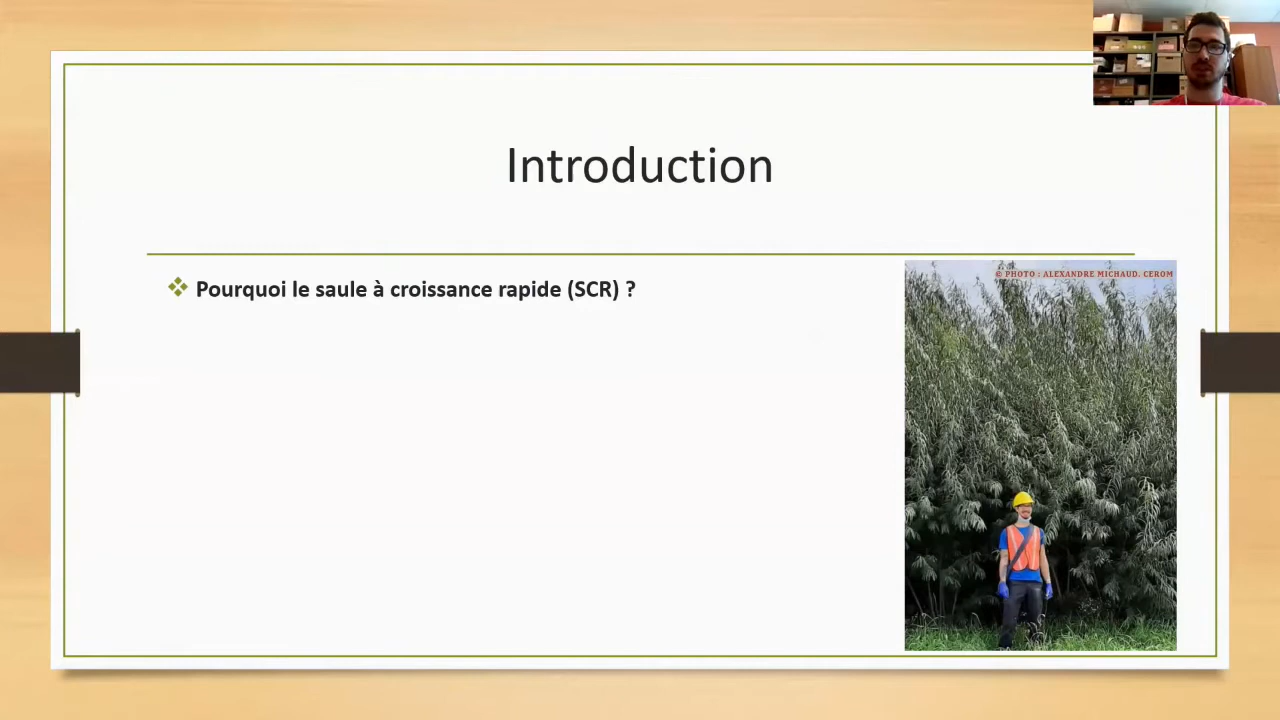 Introduction
Pourquoi le saule à croissance rapide (SCR) ?
© PHOTO : ALEXANDRE MICHAUD. CEROM